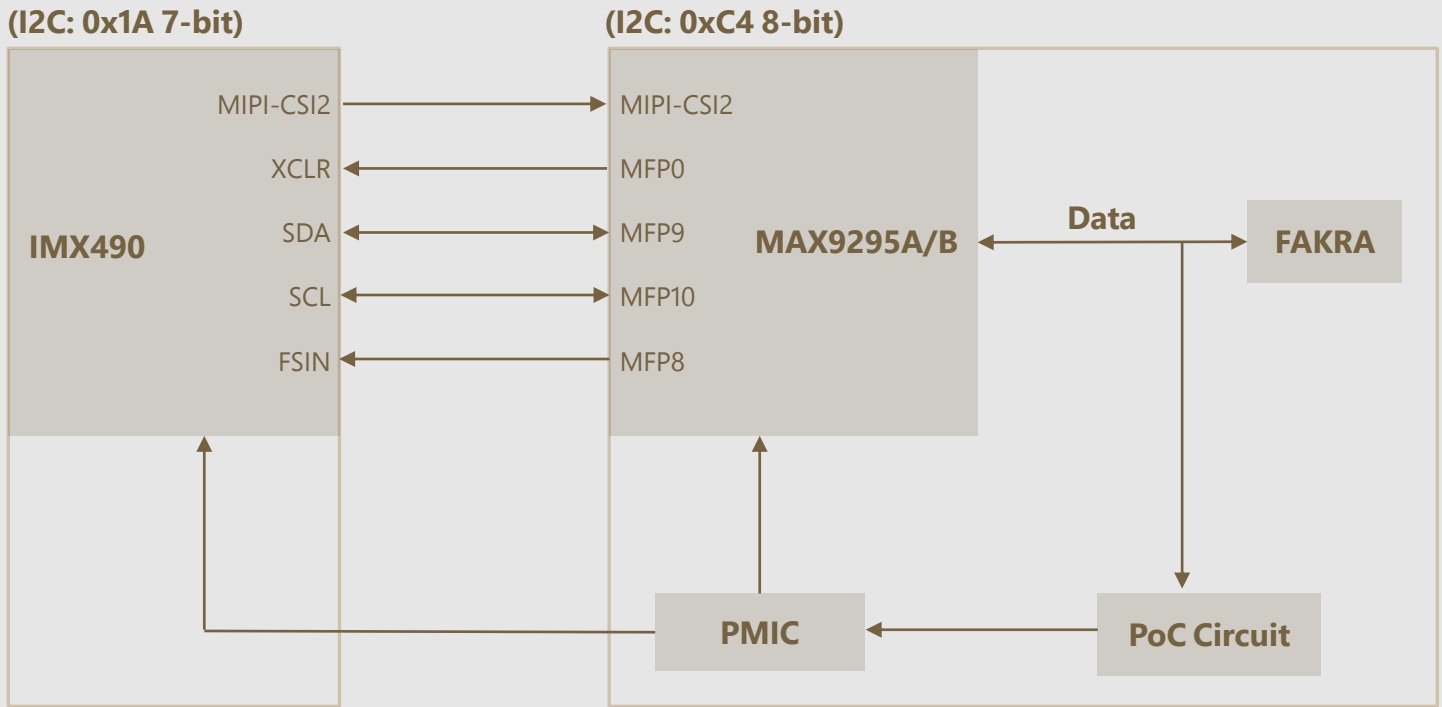 (I2C: 0x1A 7-bit)
(I2C: 0xC4 8-bit)
MIPI-CSI2
MIPI-CSI2
XCLR
MFP0
IMX490
SDA
MFP9
MAX9295A/B
Data
FAKRA
SCL
MFP10
FSIN
MFP8
PMIC
PoC Circuit